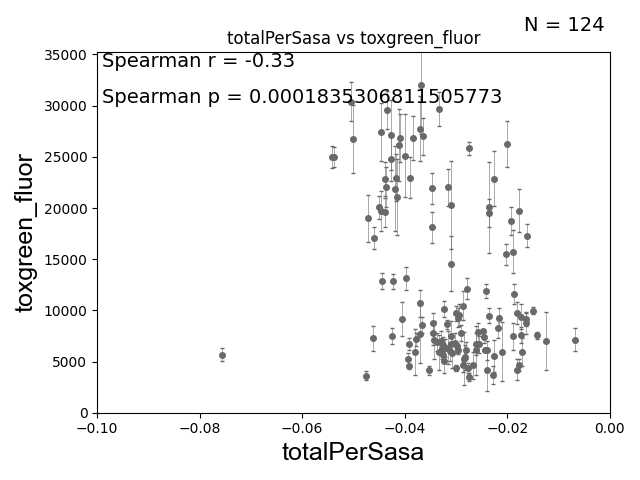 N = 124
totalPerSasa vs toxgreen_fluor
Spearman r = -0.33
Spearman p = 0.0001835306811505773
toxgreen_fluor
35000
30000
25000
20000
15000
10000
5000
0
−0.10
−0.08
−0.06
−0.04
−0.02
0.00
totalPerSasa